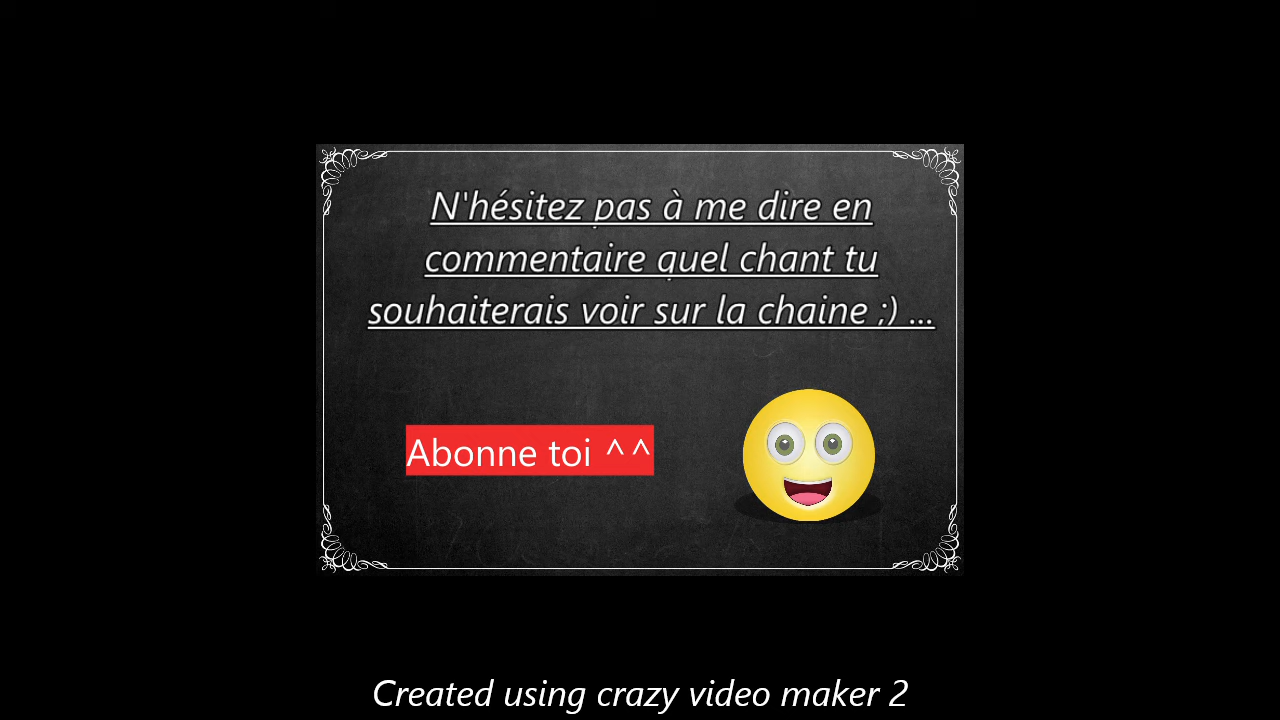 N'hésitez pas à me dire en
commentaire quel chant tu
souhaiterais voir sur la chaine ;) ...
Abonne toi ^^
Created using crazy video maker 2